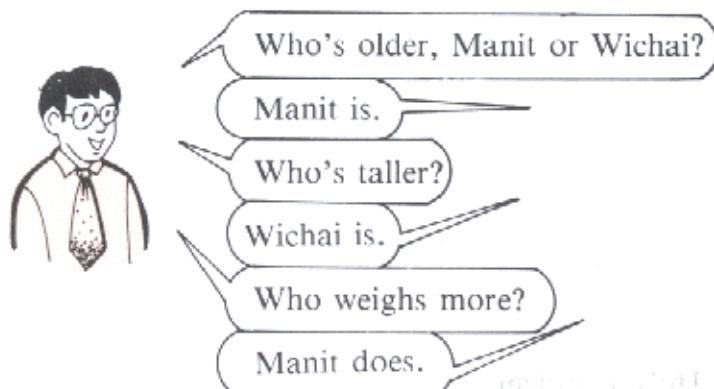 Who's older, Manit or Wichai?
Manit is.
Who's taller?
Wichai is.
Who weighs more?
Manit does.